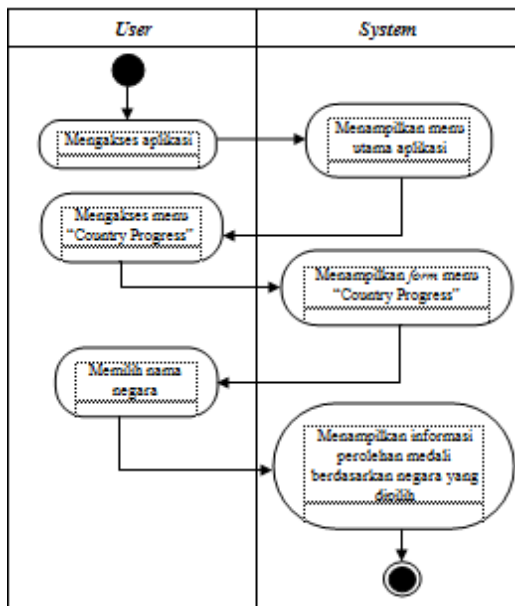 User
System
Mengakses aplikasi
Menampilkan menu
utama aplikasi
Mengakses menu
“Country Progress”
Menampilkan form menu
“Country Progress”
Memilih nama
negara
Menampilkan informasi
perolehan medali
berdasarkan negara yang
dipilih